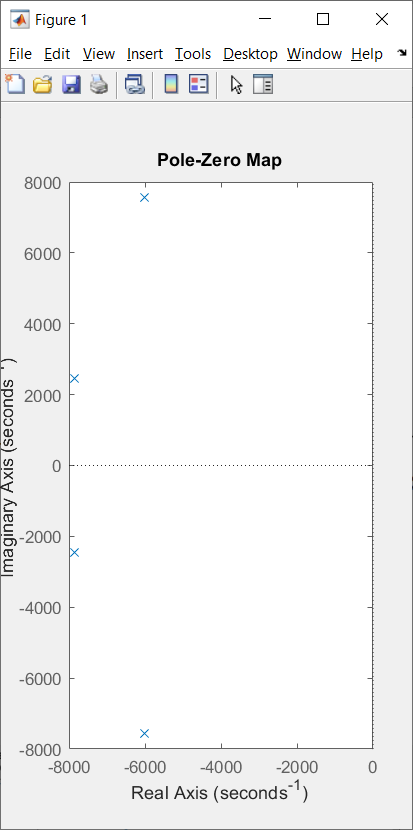 Figure 1
File Edit View Insert Tools Desktop Window Help
Pole-Zero Map
8000
6000
4000
2000
0
-2000
-4000
-6000
-8000
Imaginary Axis (seconds⁻¹)
-8000 -6000 -4000 -2000 0
Real Axis (seconds⁻¹)